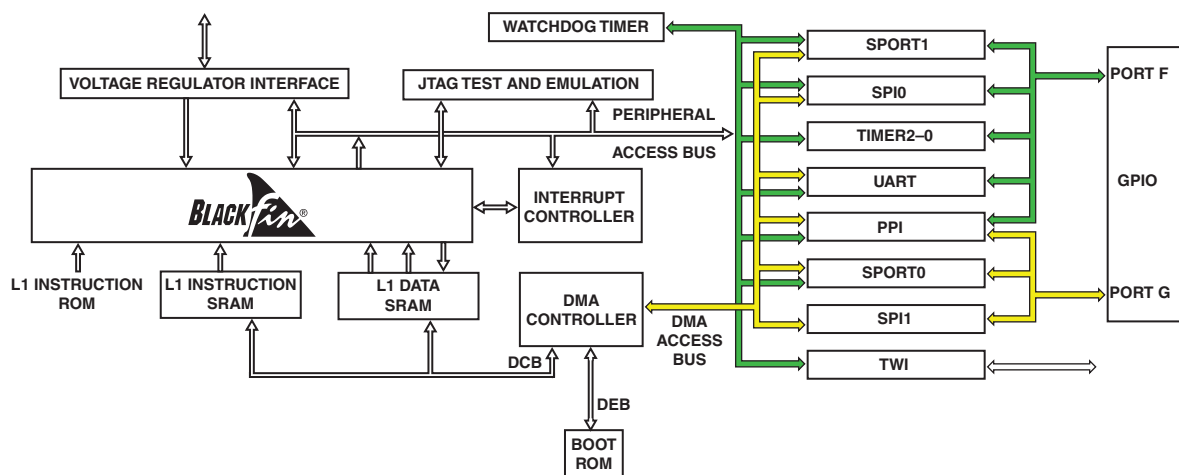 WATCHDOG TIMER
VOLTAGE REGULATOR INTERFACE
JTAG TEST AND EMULATION
PERIPHERAL
ACCESS BUS
BLACKfin®
INTERRUPT
CONTROLLER
L1 INSTRUCTION
ROM
L1 INSTRUCTION
SRAM
L1 DATA
SRAM
DMA
CONTROLLER
DMA
ACCESS
BUS
DCB
DEB
BOOT
ROM
SPORT1
SPI0
TIMER2–0
UART
PPI
SPORT0
SPI1
TWI
PORT F
GPIO
PORT G